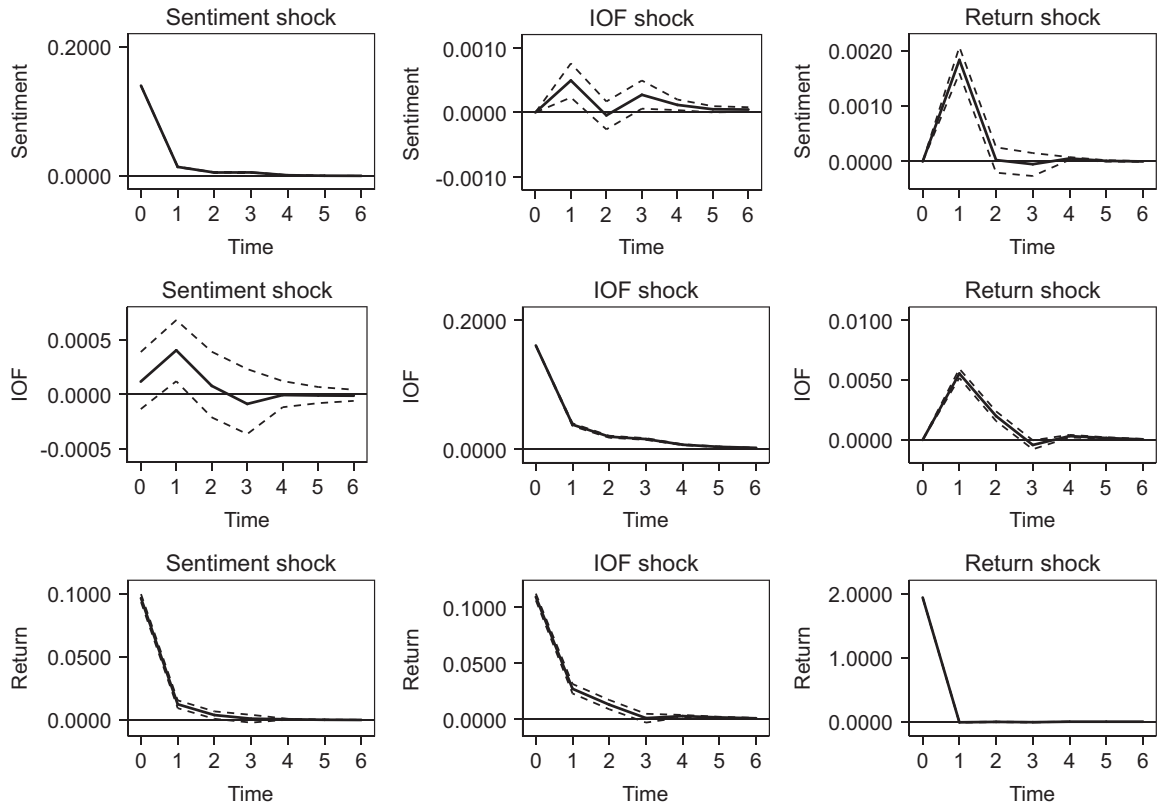 Sentiment shock
IOF shock
Return shock
Sentiment
0.2000
0.0000
0 1 2 3 4 5 6
Time
Sentiment
0.0010
0.0000
-0.0010
0 1 2 3 4 5 6
Time
Sentiment
0.0020
0.0010
0.0000
0 1 2 3 4 5 6
Time
Sentiment shock
IOF shock
Return shock
IOF
0.0005
0.0000
-0.0005
0 1 2 3 4 5 6
Time
IOF
0.2000
0.0000
0 1 2 3 4 5 6
Time
IOF
0.0100
0.0050
0.0000
0 1 2 3 4 5 6
Time
Sentiment shock
IOF shock
Return shock
Return
0.1000
0.0500
0.0000
0 1 2 3 4 5 6
Time
Return
0.1000
0.0500
0.0000
0 1 2 3 4 5 6
Time
Return
2.0000
1.0000
0.0000
0 1 2 3 4 5 6
Time